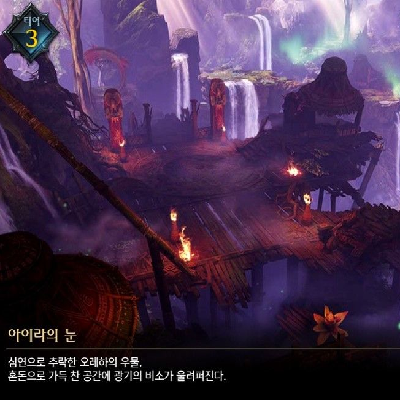 티어
3
아이라의 눈
심연으로 추락한 오레하의 우물.
혼돈으로 가득 찬 공간에 광기의 비소가 울려퍼진다.